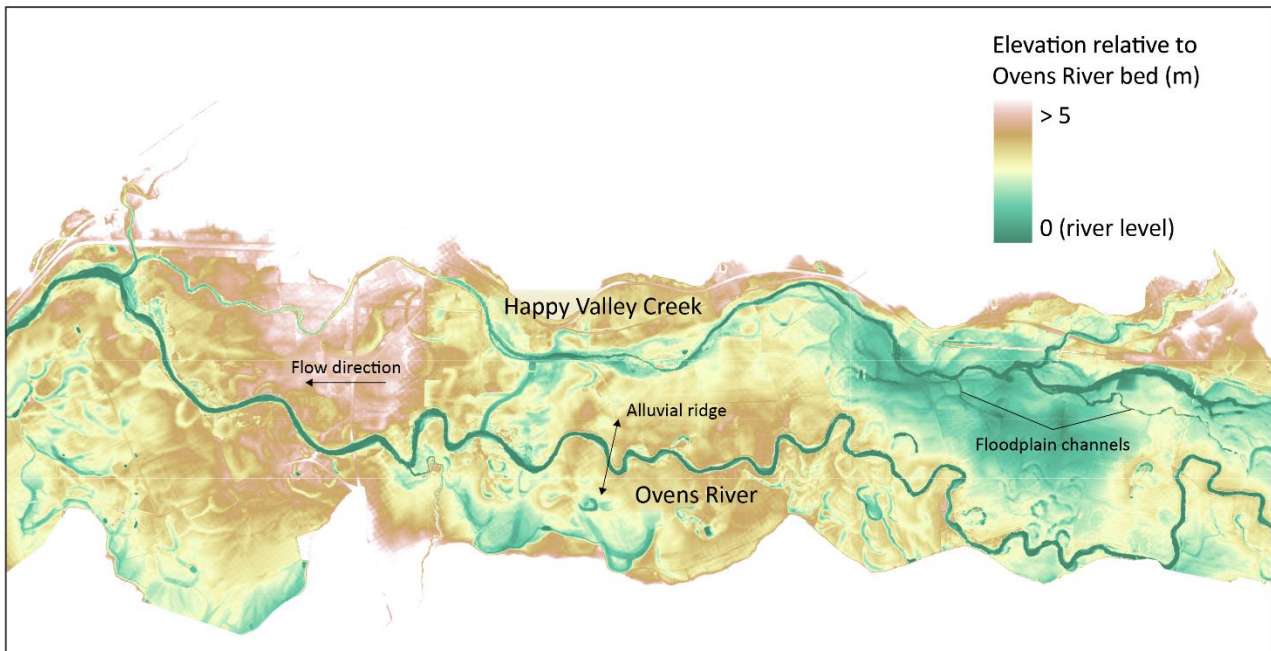 Elevation relative to
Ovens River bed (m)
> 5
0 (river level)
Happy Valley Creek
Flow direction
Alluvial ridge
Floodplain channels
Ovens River